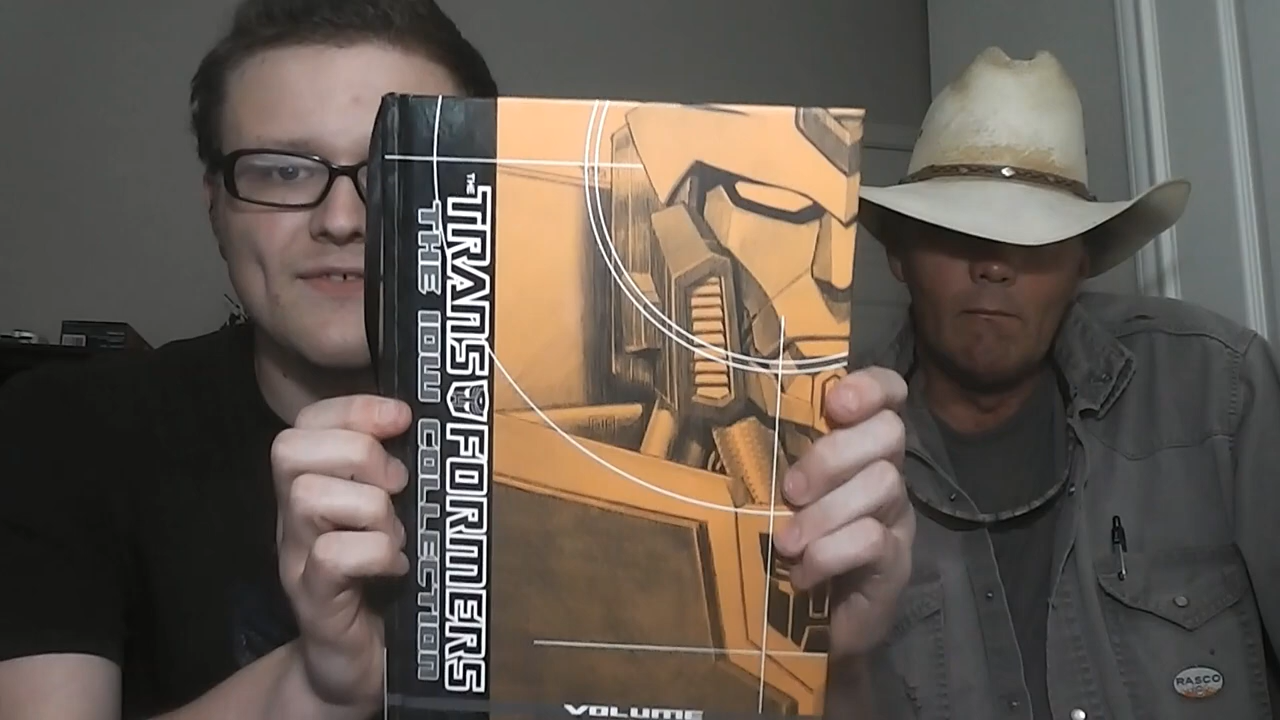 THE
TRANSFORMERS
THE IDW COLLECTION
VOLUME
RASCO